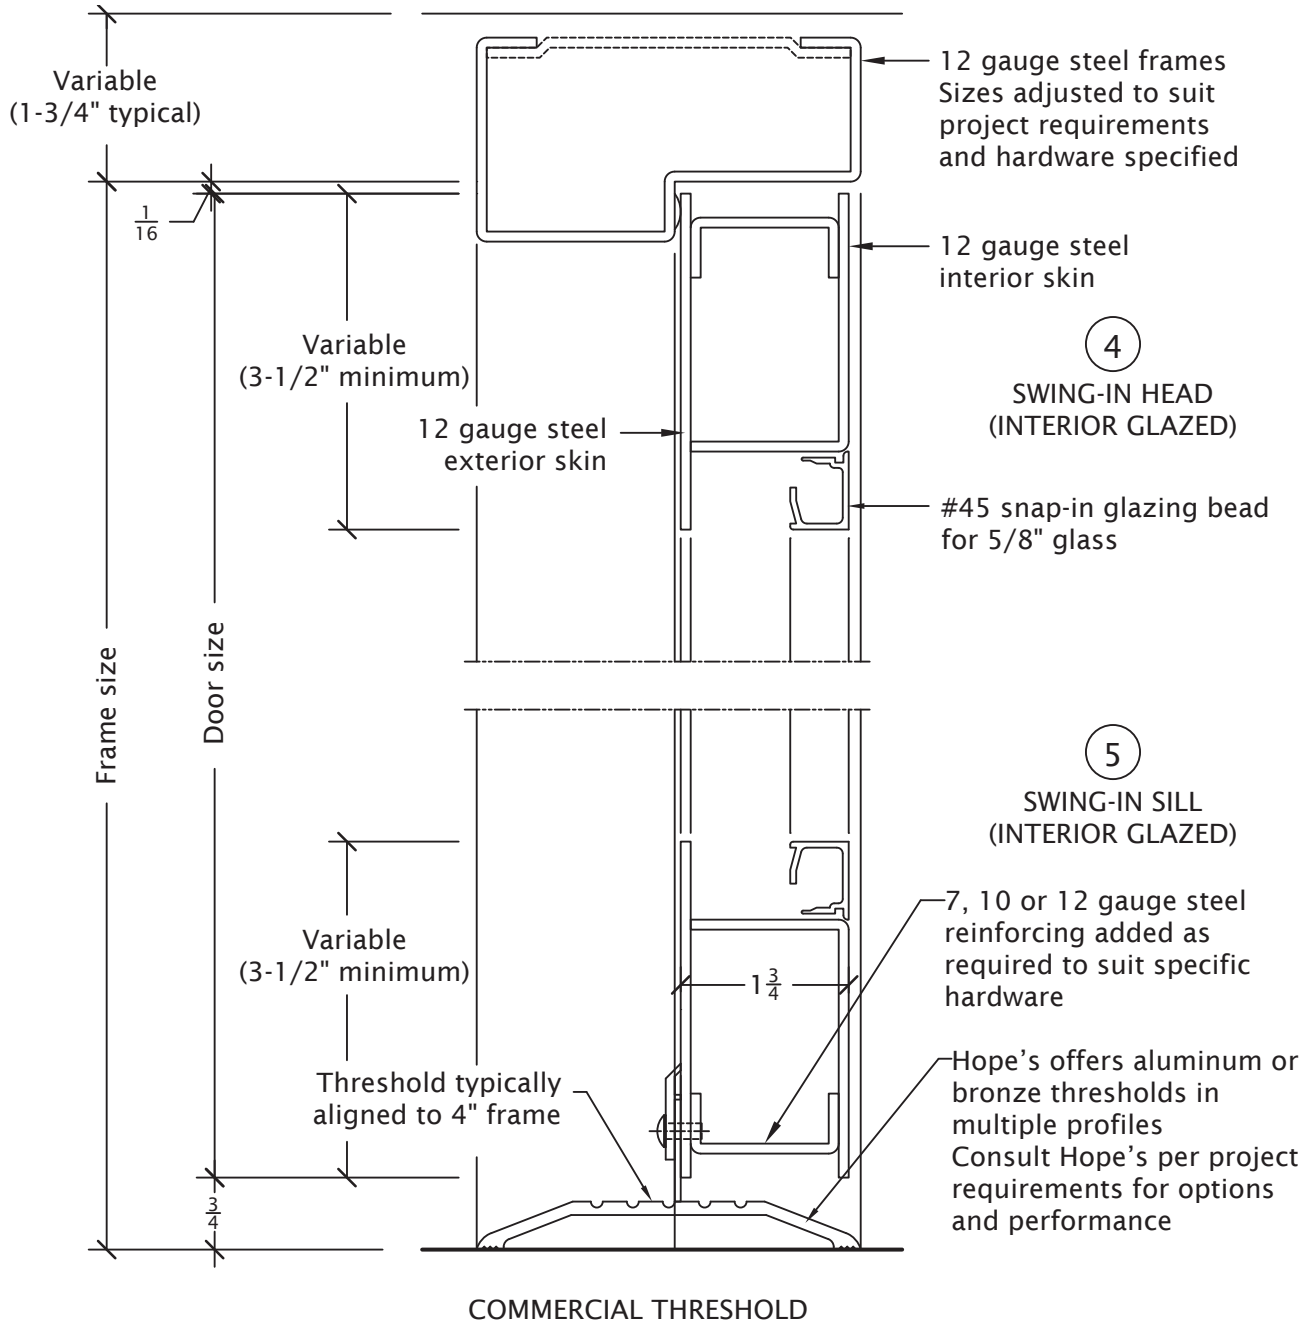 Variable
(1-3/4" typical)
12 gauge steel frames
Sizes adjusted to suit
project requirements
and hardware specified
1/16
12 gauge steel
interior skin
Variable
(3-1/2" minimum)
4
SWING-IN HEAD
(INTERIOR GLAZED)
12 gauge steel
exterior skin
#45 snap-in glazing bead
for 5/8" glass
Frame size
Door size
5
SWING-IN SILL
(INTERIOR GLAZED)
7, 10 or 12 gauge steel
reinforcing added as
required to suit specific
hardware
Variable
(3-1/2" minimum)
1 3/4
Threshold typically
aligned to 4" frame
Hope's offers aluminum or
bronze thresholds in
multiple profiles
Consult Hope's per project
requirements for options
and performance
3/4
COMMERCIAL THRESHOLD